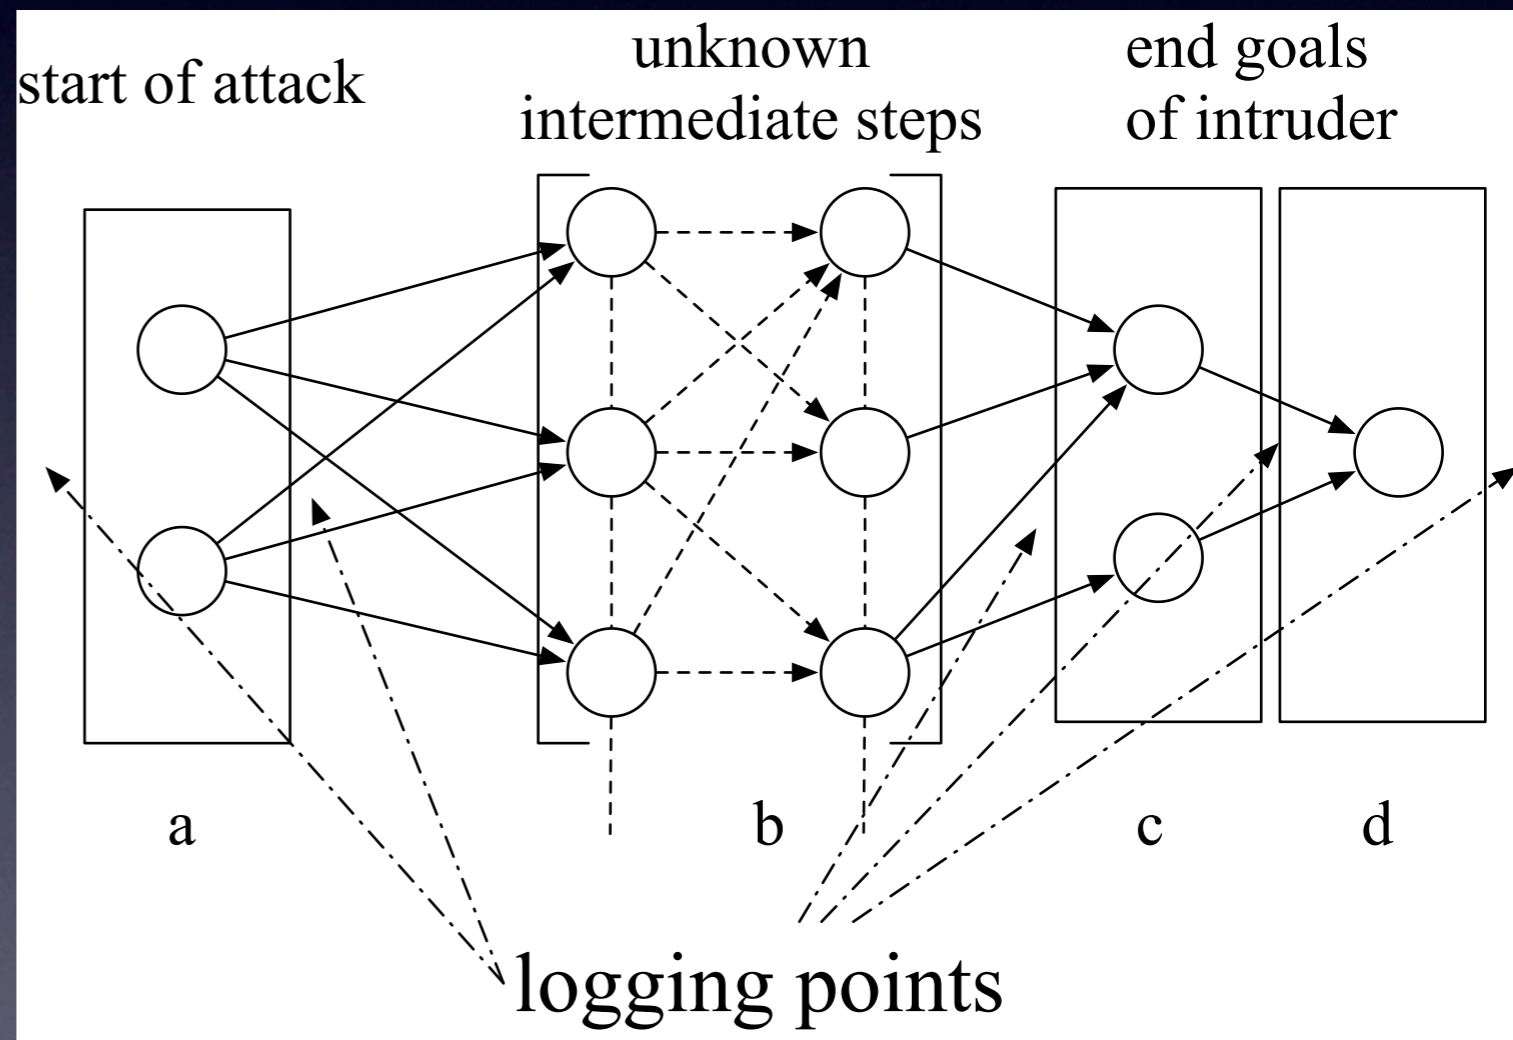 start of attack
unknown
intermediate steps
end goals
of intruder
a
b
c
d
logging points